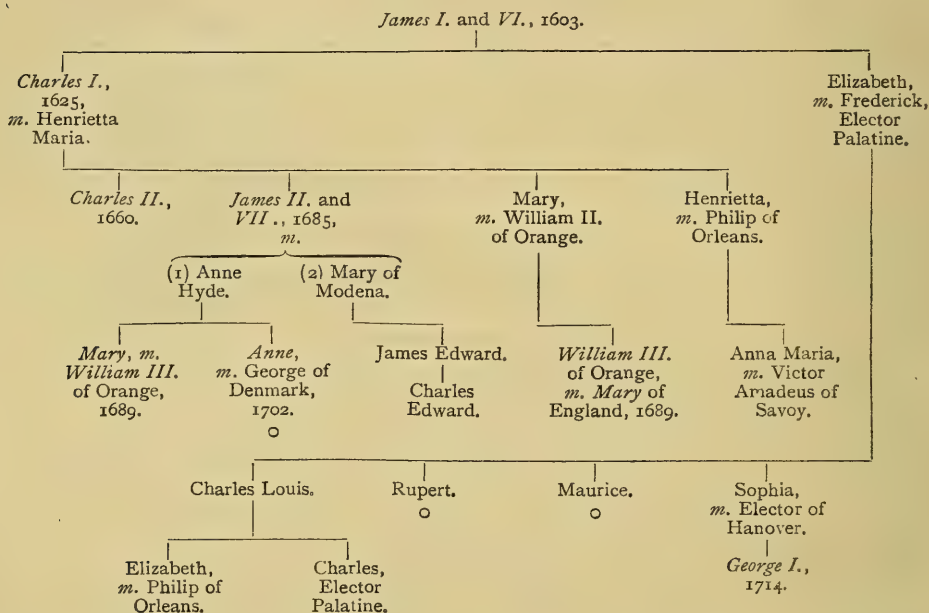 James I. and VI., 1603.
Charles I.,
1625,
m. Henrietta
Maria.
Elizabeth,
m. Frederick,
Elector
Palatine.
Charles II.,
1660.
James II. and
VII., 1685,
m.
Mary,
m. William II.
of Orange.
Henrietta,
m. Philip of
Orleans.
(1) Anne
Hyde.
(2) Mary of
Modena.
Mary, m.
William III.
of Orange,
1689.
Anne,
m. George of
Denmark,
1702.
o
James Edward.
Charles
Edward.
William III.
of Orange,
m. Mary of
England, 1689.
Anna Maria,
m. Victor
Amadeus of
Savoy.
Charles Louis.
Rupert.
o
Maurice.
o
Sophia,
m. Elector of
Hanover.
Elizabeth,
m. Philip of
Orleans.
Charles,
Elector
Palatine.
George I.,
1714.